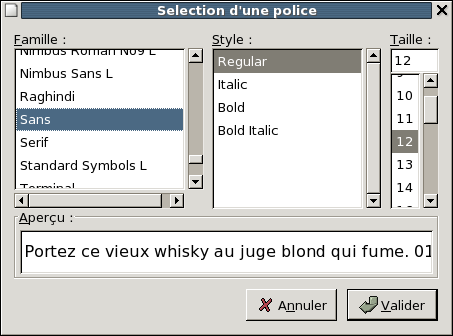 Selection d'une police
Famille :
Nimbus Roman No9 L
Nimbus Sans L
Raghindi
Sans
Serif
Standard Symbols L
Terminal
Style :
Regular
Italic
Bold
Bold Italic
Taille :
12
9
10
11
12
13
14
Aperçu :
Portez ce vieux whisky au juge blond qui fume. 01
Annuler
Valider